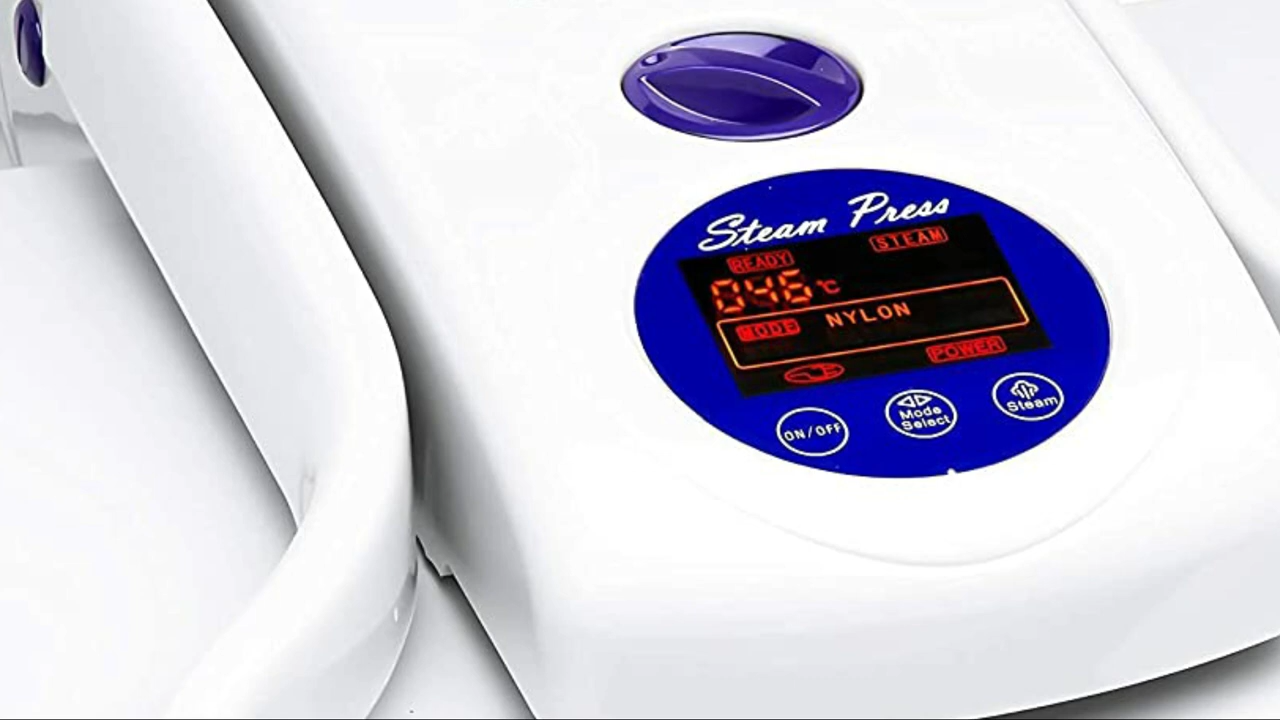 Steam Press
STEAM
READY
046 °C
MODE NYLON
POWER
ON/OFF
Mode
Select
Steam